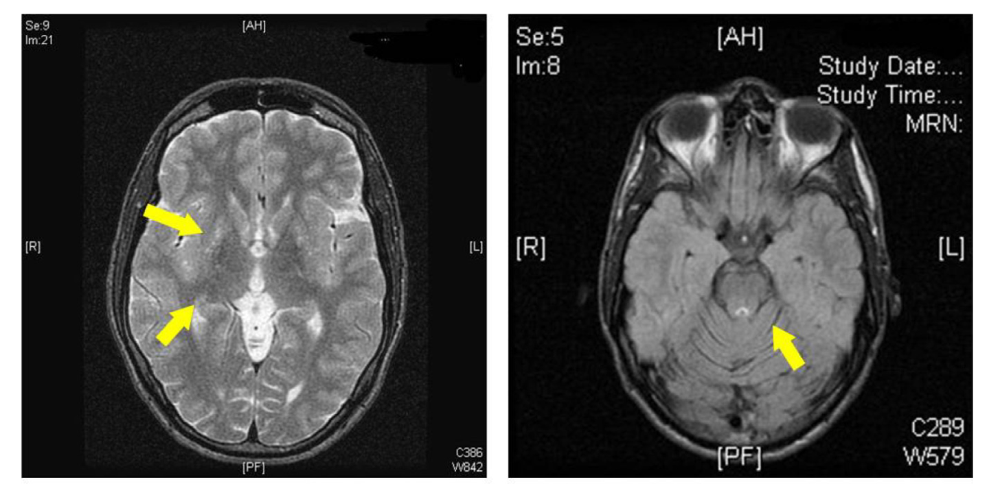 Se:9
Im:21
[AH]
[R]
[L]
[PF]
C386
W842
Se:5
Im:8
[AH]
Study Date:...
Study Time:...
MRN:
[R]
[L]
[PF]
C289
W579